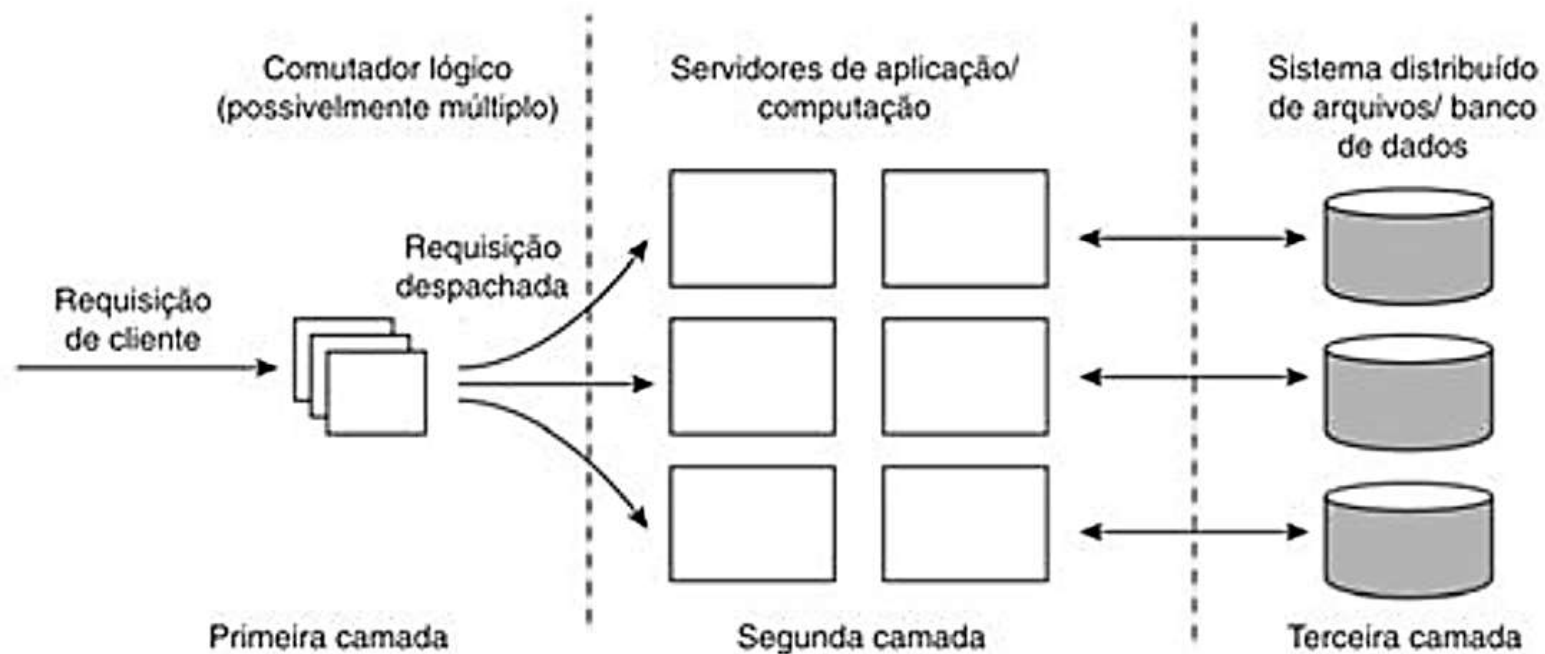 Comutador lógico
(possivelmente múltiplo)
Servidores de aplicação/
computação
Sistema distribuído
de arquivos/ banco
de dados
Requisição
despachada
Requisição
de cliente
Primeira camada
Segunda camada
Terceira camada